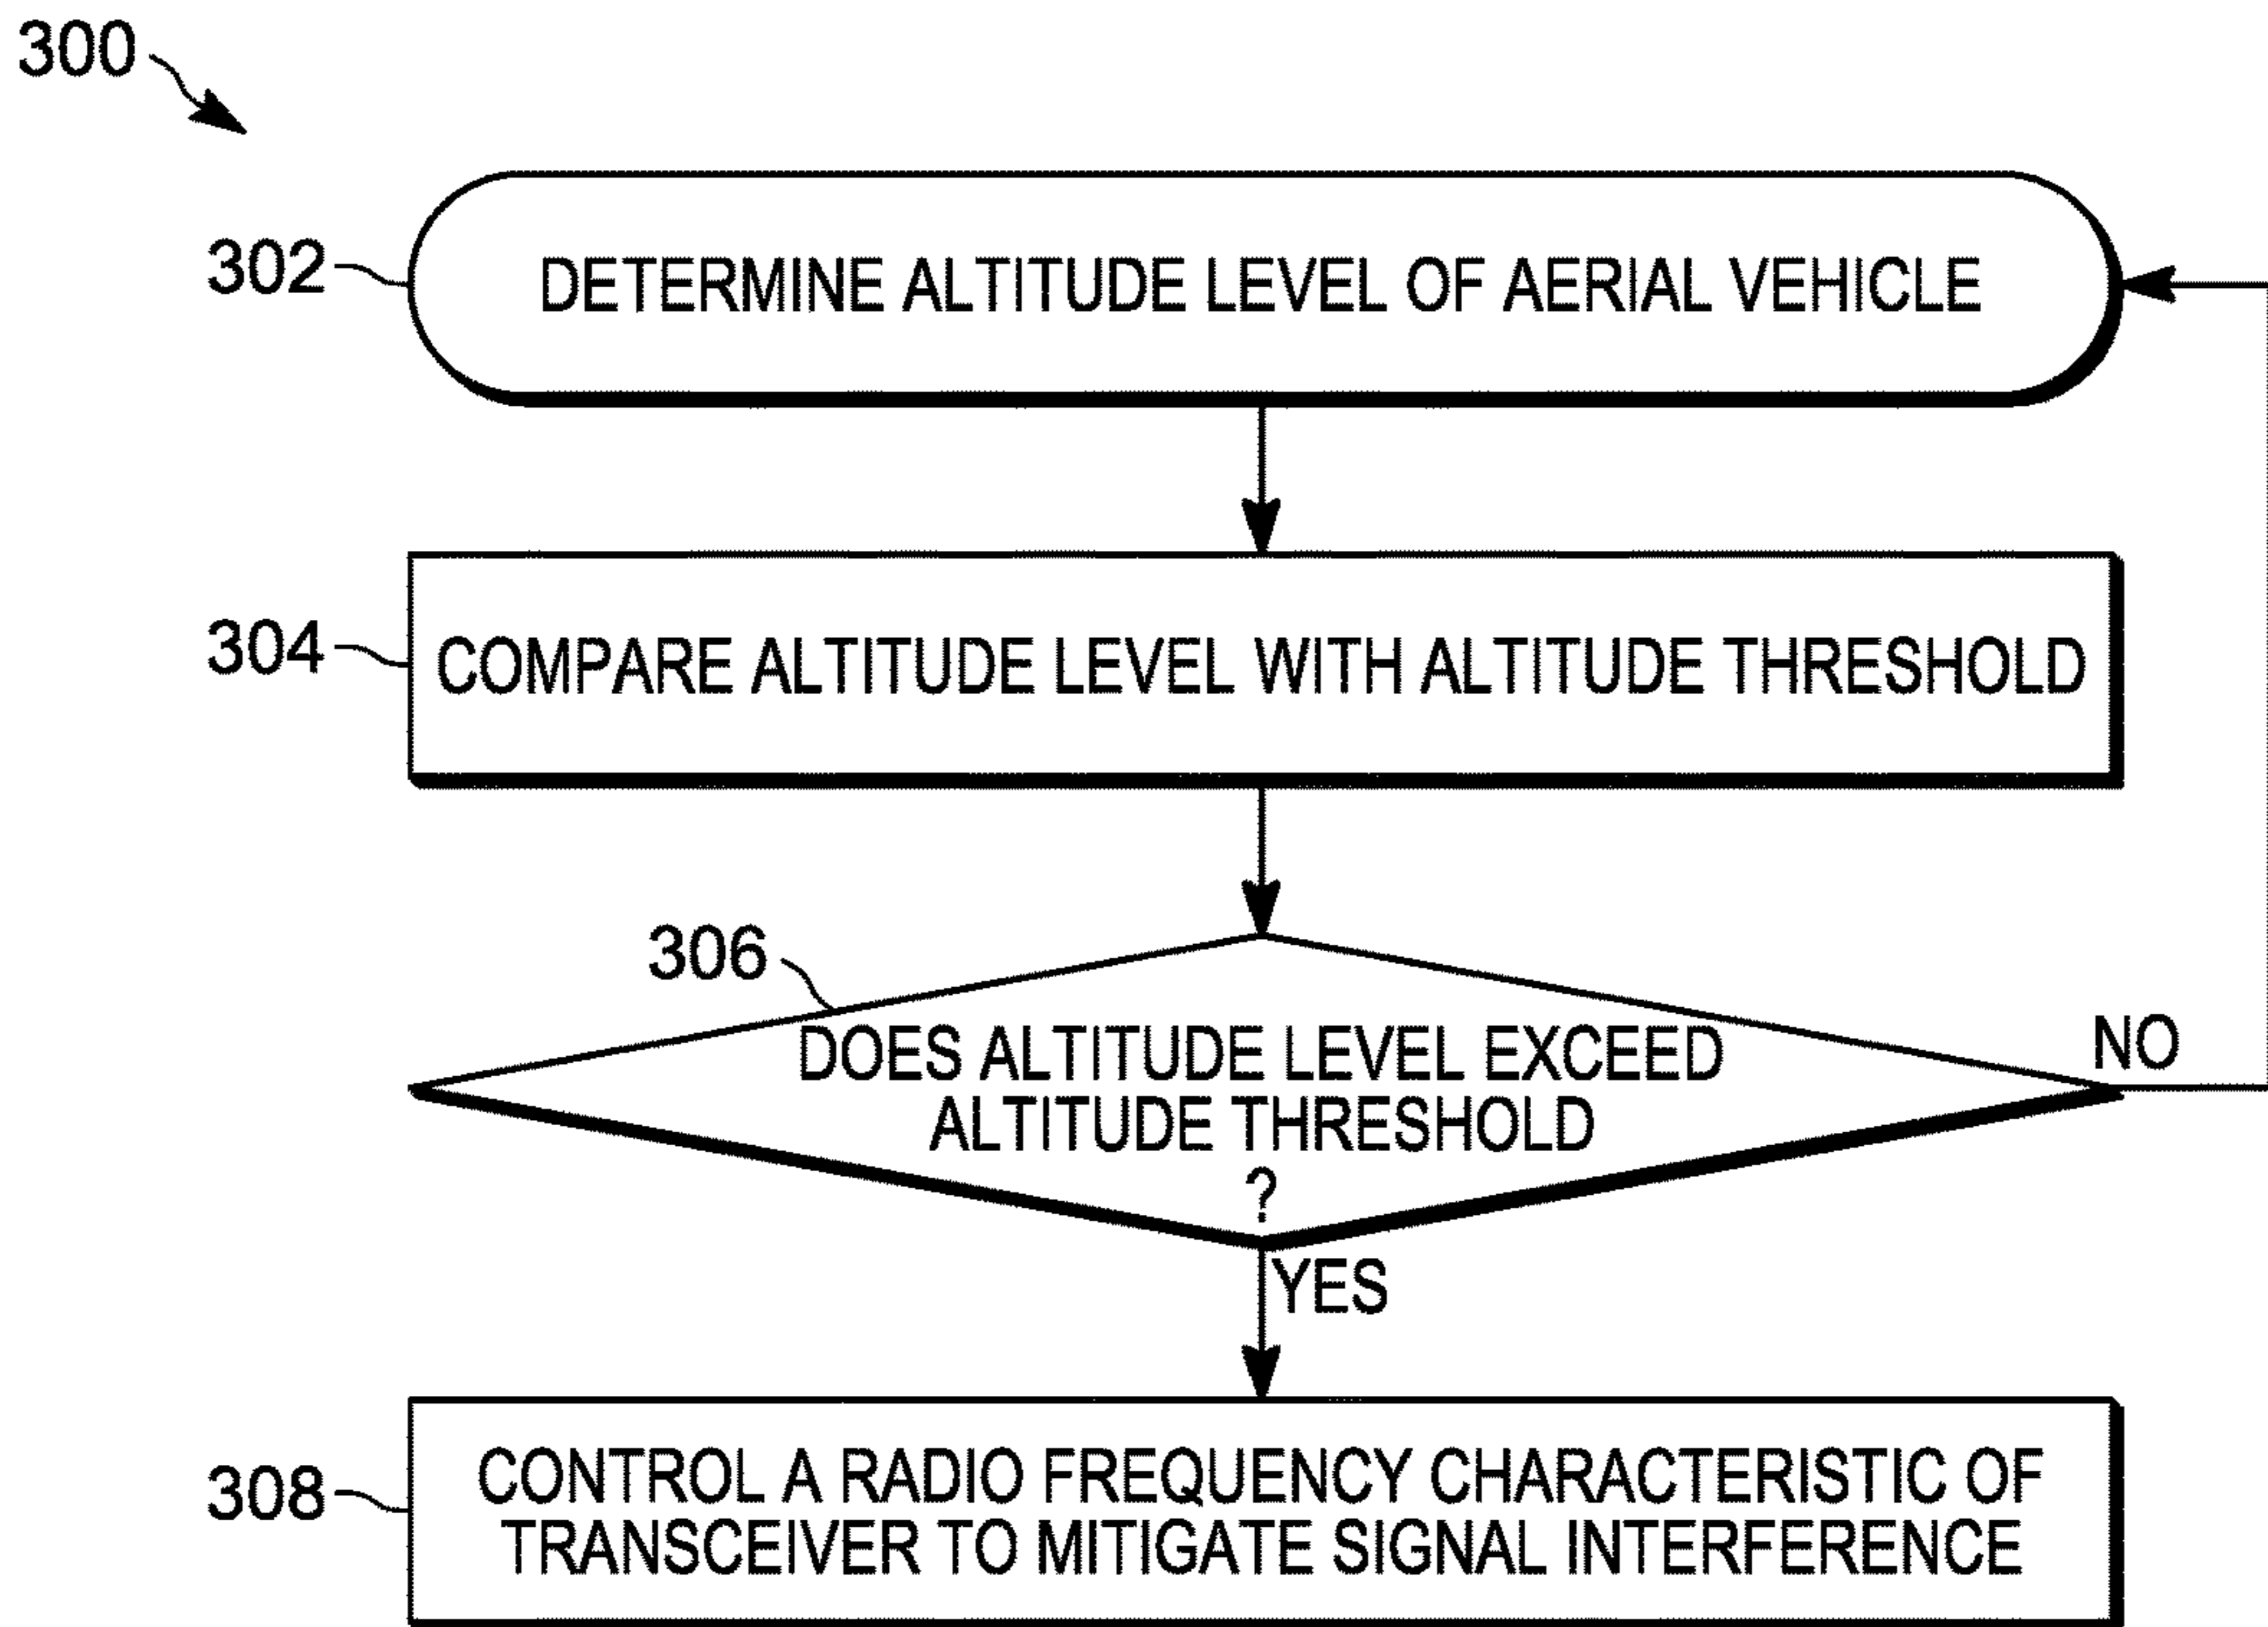 300
302
DETERMINE ALTITUDE LEVEL OF AERIAL VEHICLE
304
COMPARE ALTITUDE LEVEL WITH ALTITUDE THRESHOLD
306
DOES ALTITUDE LEVEL EXCEED
ALTITUDE THRESHOLD
?
NO
YES
308
CONTROL A RADIO FREQUENCY CHARACTERISTIC OF
TRANSCEIVER TO MITIGATE SIGNAL INTERFERENCE